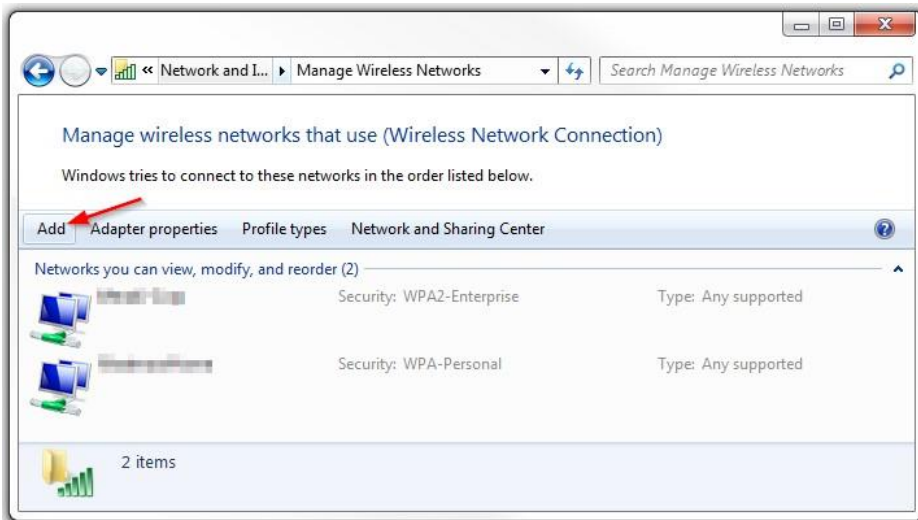 « Network and I... ▸ Manage Wireless Networks Search Manage Wireless Networks
Manage wireless networks that use (Wireless Network Connection)
Windows tries to connect to these networks in the order listed below.
Add Adapter properties Profile types Network and Sharing Center
Networks you can view, modify, and reorder (2)
Security: WPA2-Enterprise Type: Any supported
Security: WPA-Personal Type: Any supported
2 items